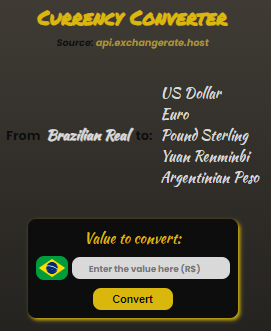 Currency Converter
Source: api.exchangerate.host
US Dollar
Euro
From Brazilian Real to: Pound Sterling
Yuan Renminbi
Argentinian Peso
Value to convert:
Enter the value here (R$)
Convert